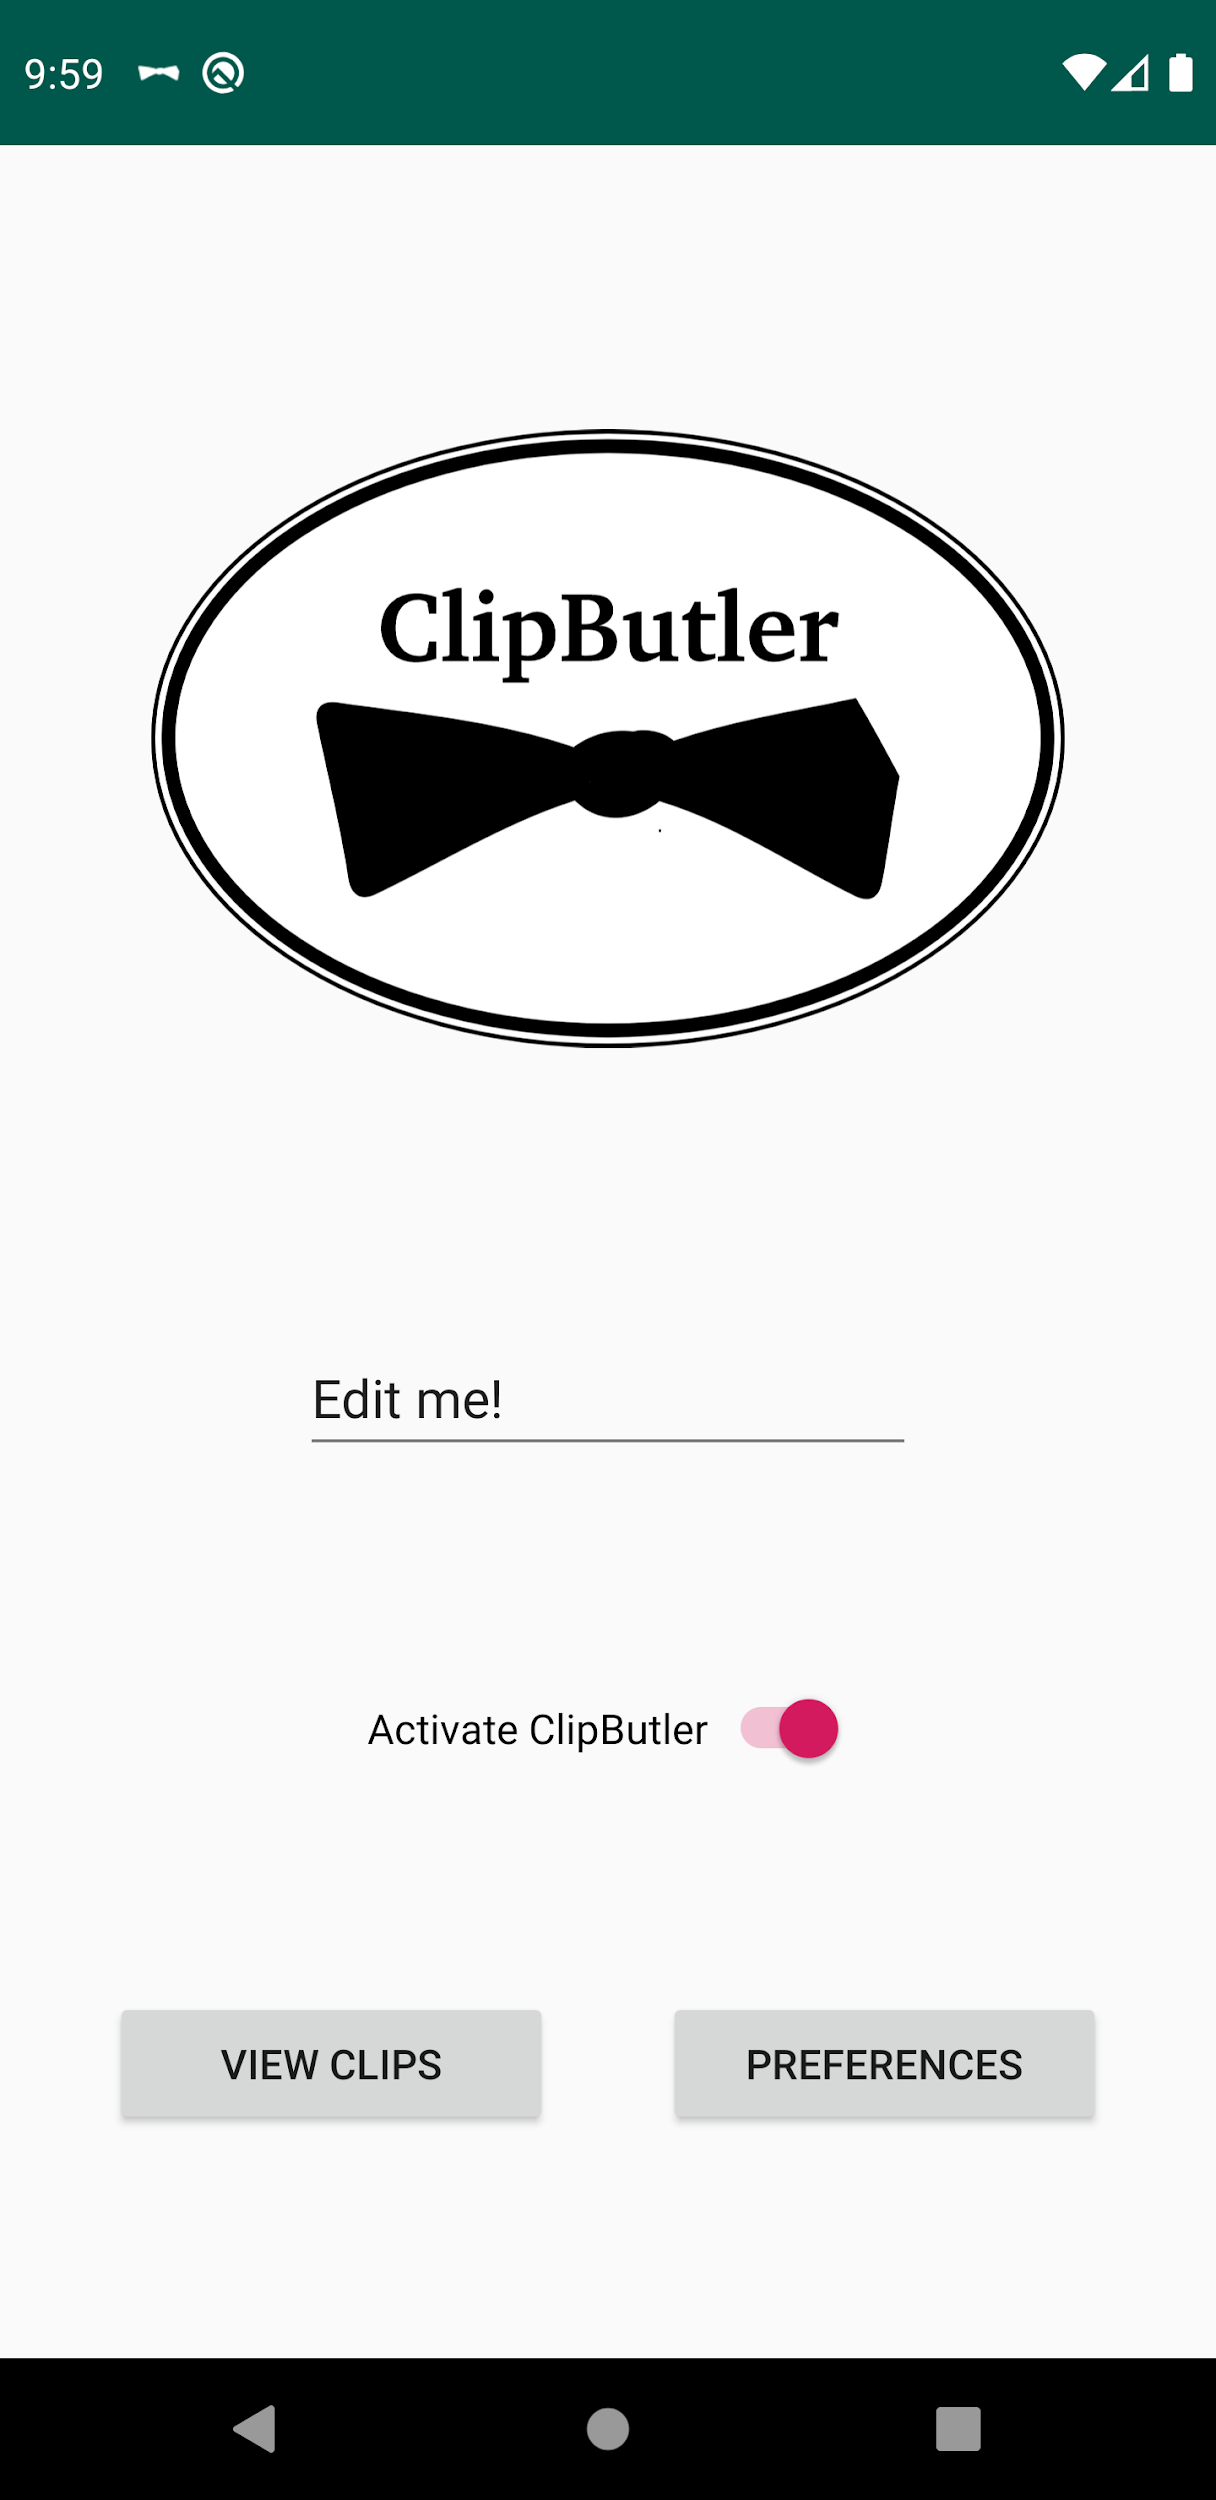 9:59
ClipButler
Edit me!
Activate ClipButler
VIEW CLIPS
PREFERENCES